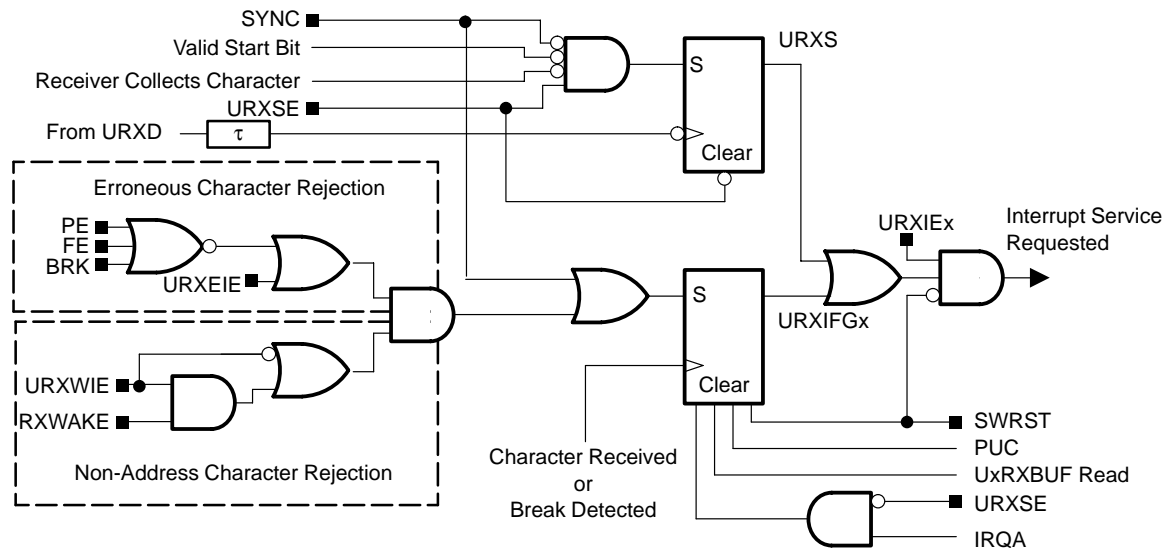 SYNC
Valid Start Bit
Receiver Collects Character
URXSE
From URXD
τ
S
Clear
URXS
Erroneous Character Rejection
PE
FE
BRK
URXEIE
URXWIE
RXWAKE
Non-Address Character Rejection
S
Clear
URXIFGx
URXIEx
Interrupt Service
Requested
Character Received
or
Break Detected
SWRST
PUC
UxRXBUF Read
URXSE
IRQA